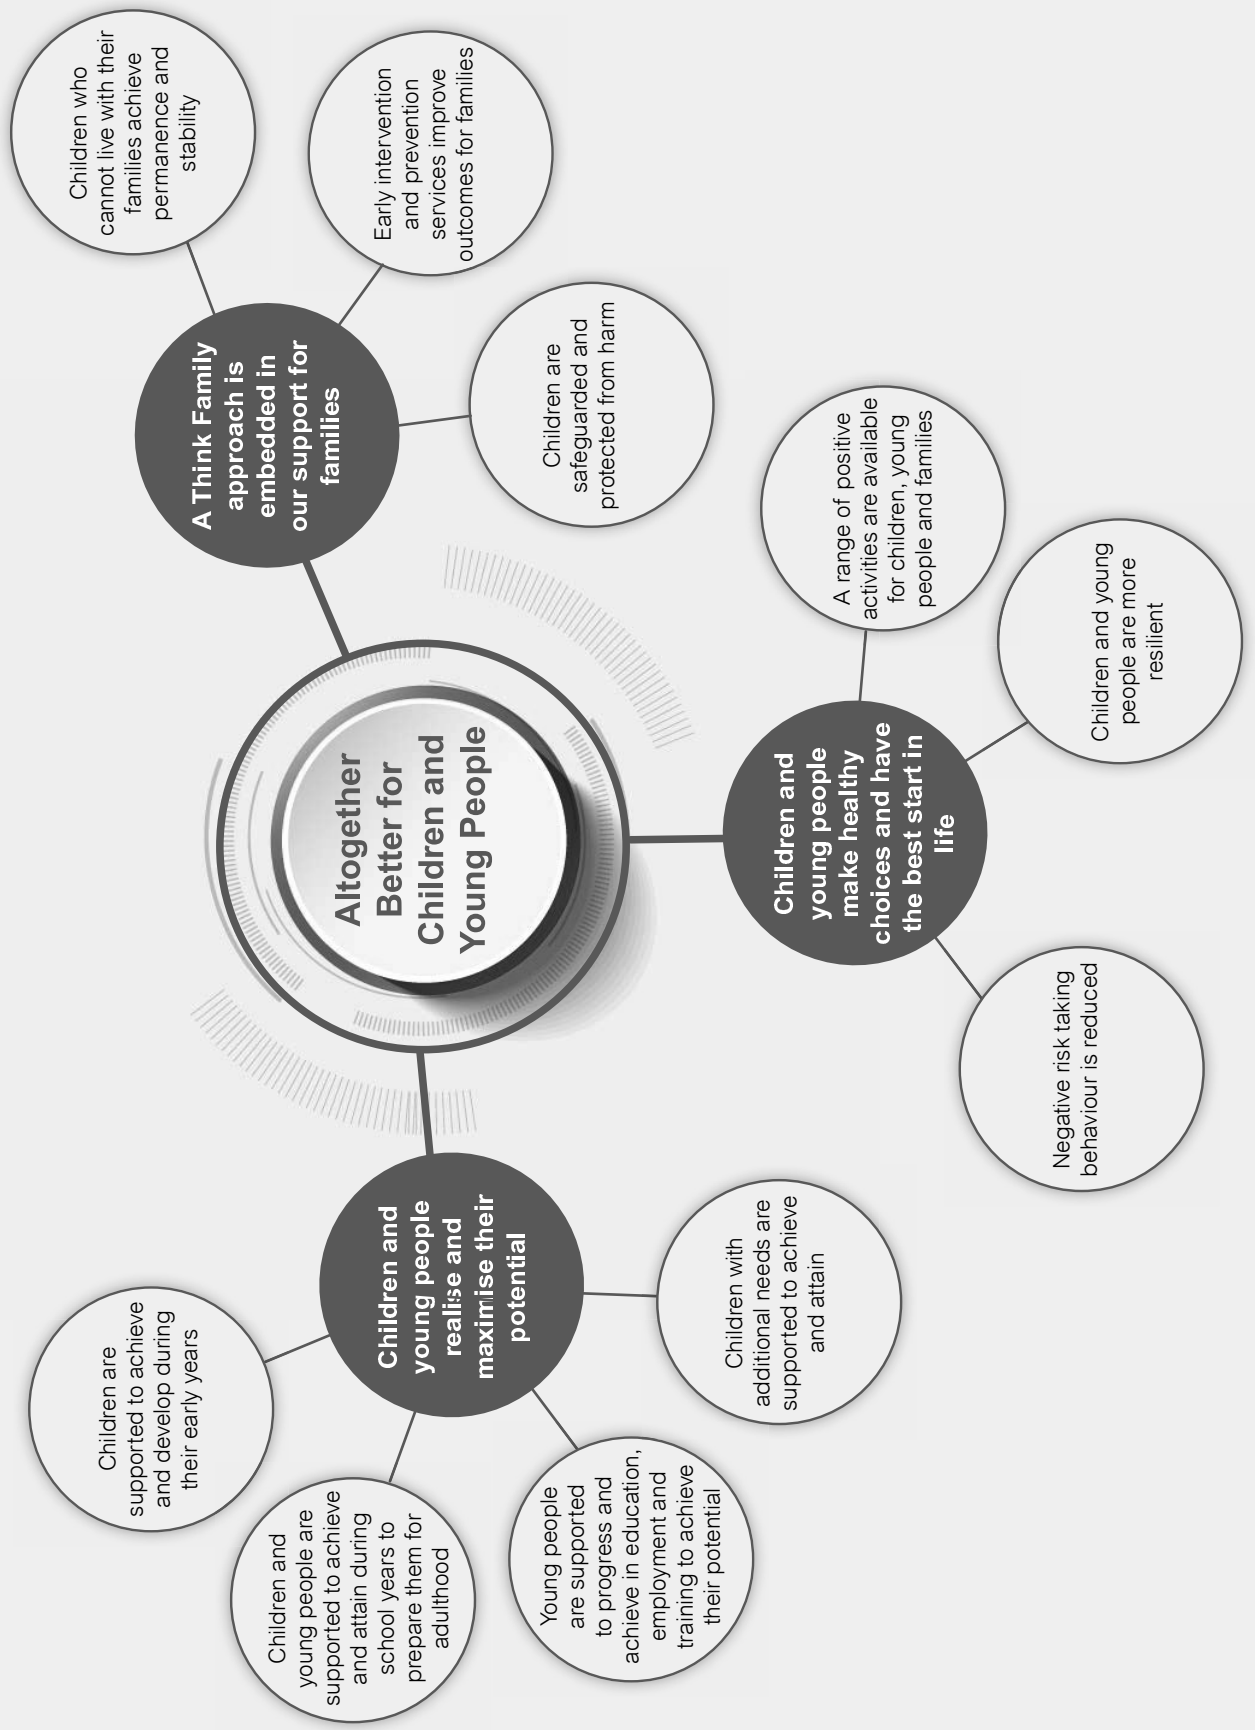 Altogether
Better for
Children and
Young People
Children and
young people
realise and
maximise their
potential
Children are
supported to achieve
and develop during
their early years
Children and
young people are
supported to achieve
and attain during
school years to
prepare them for
adulthood
Young people
are supported
to progress and
achieve in education,
employment and
training to achieve
their potential
Children with
additional needs are
supported to achieve
and attain
Children and
young people
make healthy
choices and have
the best start in
life
Negative risk taking
behaviour is reduced
Children and young
people are more
resilient
A range of positive
activities are available
for children, young
people and families
A Think Family
approach is
embedded in
our support for
families
Children are
safeguarded and
protected from harm
Early intervention
and prevention
services improve
outcomes for families
Children who
cannot live with their
families achieve
permanence and
stability